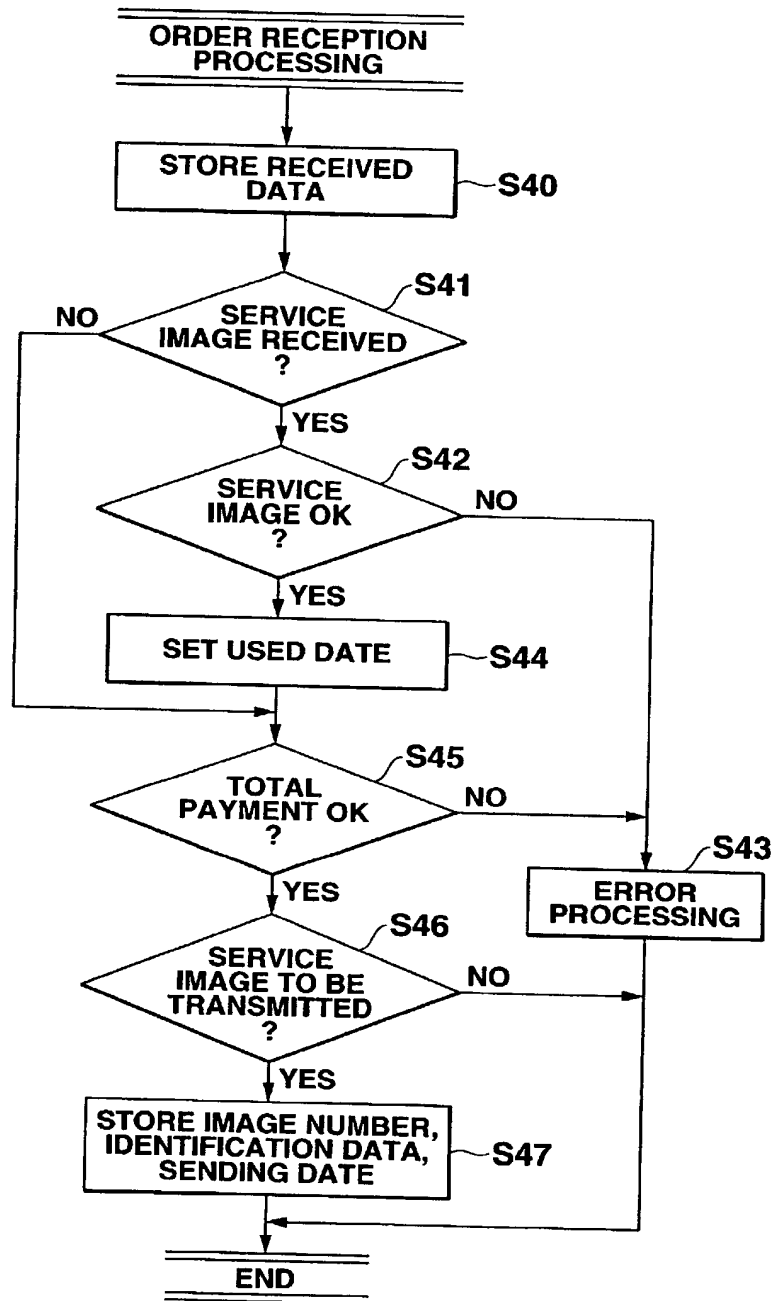 ORDER RECEPTION
PROCESSING
STORE RECEIVED
DATA
S40
S41
NO
SERVICE
IMAGE RECEIVED
?
YES
S42
SERVICE
IMAGE OK
?
NO
YES
SET USED DATE
S44
S45
TOTAL
PAYMENT OK
?
NO
S43
ERROR
PROCESSING
YES
S46
SERVICE
IMAGE TO BE
TRANSMITTED
?
NO
YES
STORE IMAGE NUMBER,
IDENTIFICATION DATA,
SENDING DATE
S47
END